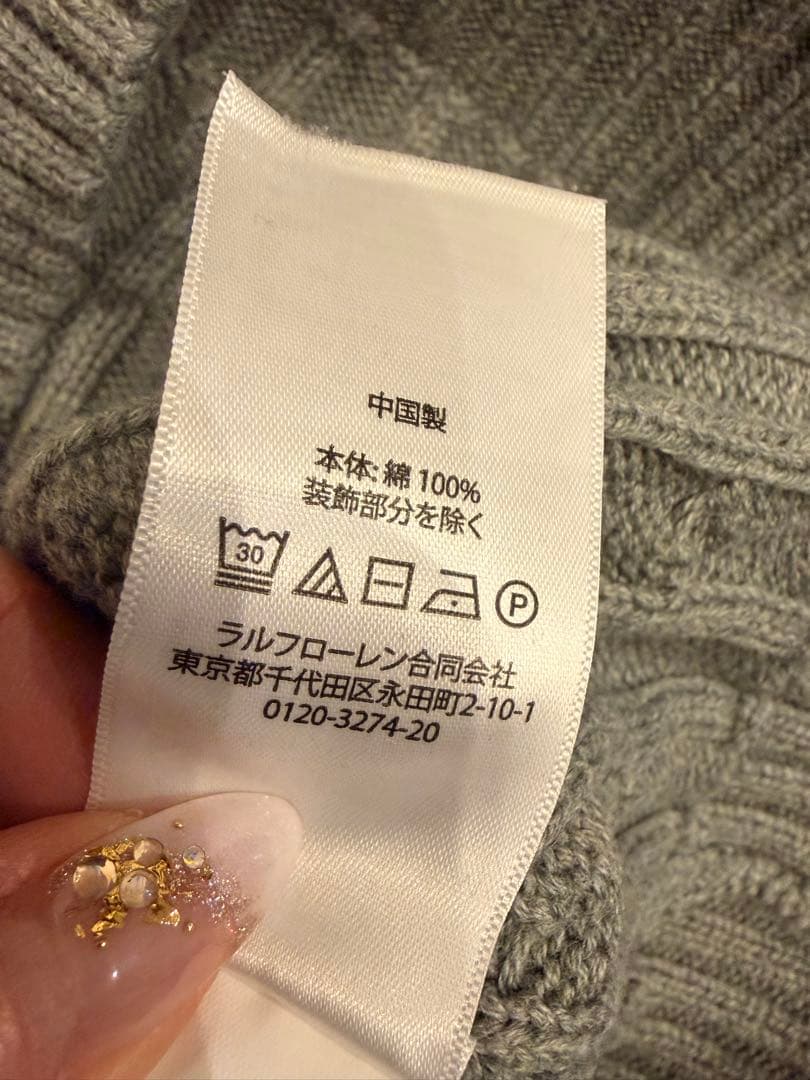 中国製
本体: 綿 100%
装飾部分を除く
30
P
ラルフローレン合同会社
東京都千代田区永田町2-10-1
0120-3274-20